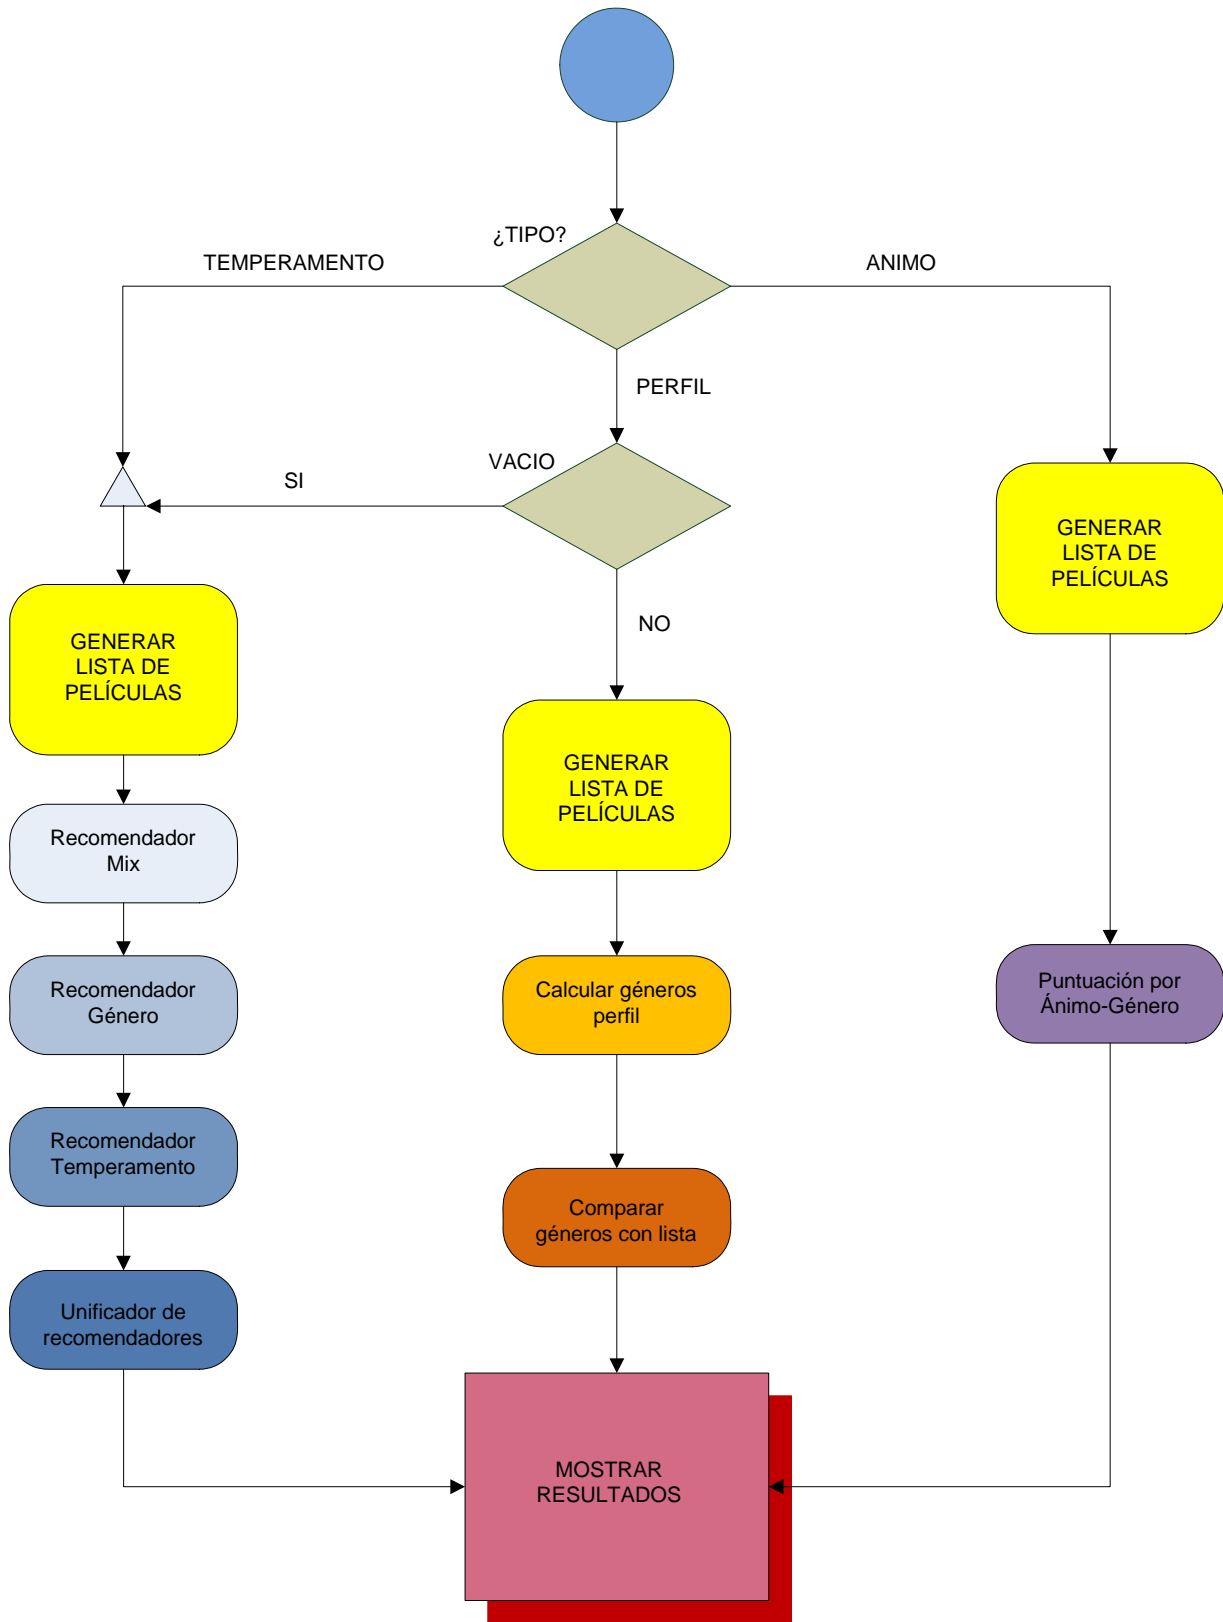 ¿TIPO?
TEMPERAMENTO
ANIMO
PERFIL
VACIO
SI
NO
GENERAR
LISTA DE
PELÍCULAS
GENERAR
LISTA DE
PELÍCULAS
GENERAR
LISTA DE
PELÍCULAS
Recomendador
Mix
Recomendador
Género
Calcular géneros
perfil
Puntuación por
Ánimo-Género
Recomendador
Temperamento
Comparar
géneros con lista
Unificador de
recomendadores
MOSTRAR
RESULTADOS